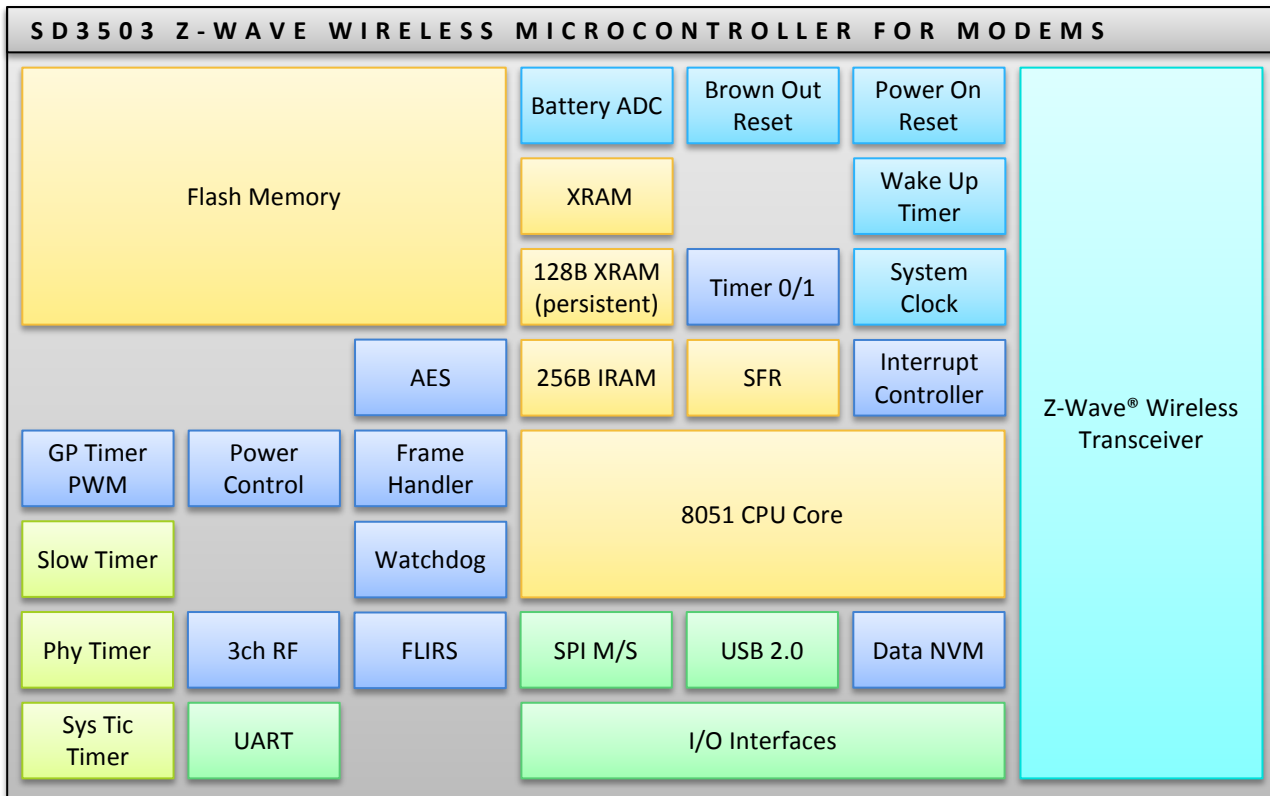 SD3503 Z-WAVE WIRELESS MICROCONTROLLER FOR MODEMS
Flash Memory
Battery ADC
Brown Out
Reset
Power On
Reset
XRAM
Wake Up
Timer
128B XRAM
(persistent)
Timer 0/1
System
Clock
AES
256B IRAM
SFR
Interrupt
Controller
Z-Wave® Wireless
Transceiver
GP Timer
PWM
Power
Control
Frame
Handler
8051 CPU Core
Slow Timer
Watchdog
Phy Timer
3ch RF
FLIRS
SPI M/S
USB 2.0
Data NVM
Sys Tic
Timer
UART
I/O Interfaces